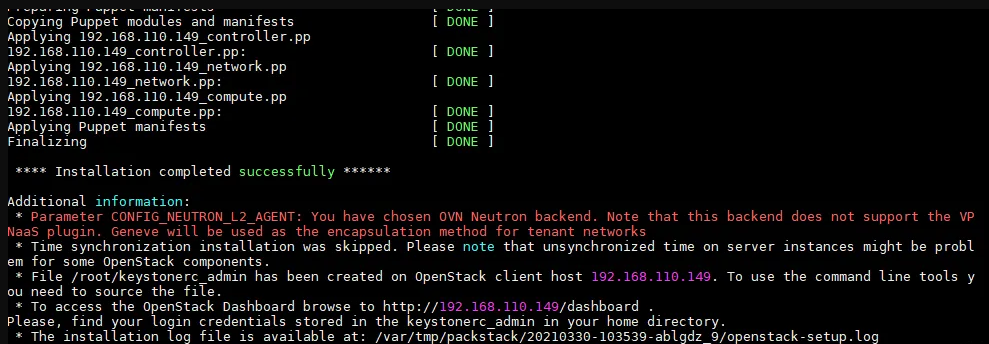 Preparing Puppet manifests [ DONE ]
Copying Puppet modules and manifests [ DONE ]
Applying 192.168.110.149_controller.pp
192.168.110.149_controller.pp: [ DONE ]
Applying 192.168.110.149_network.pp
192.168.110.149_network.pp: [ DONE ]
Applying 192.168.110.149_compute.pp
192.168.110.149_compute.pp: [ DONE ]
Applying Puppet manifests [ DONE ]
Finalizing [ DONE ]
**** Installation completed successfully ******
Additional information:
* Parameter CONFIG_NEUTRON_L2_AGENT: You have chosen OVN Neutron backend. Note that this backend does not support the VP
NaaS plugin. Geneve will be used as the encapsulation method for tenant networks
* Time synchronization installation was skipped. Please note that unsynchronized time on server instances might be probl
em for some OpenStack components.
* File /root/keystonerc_admin has been created on OpenStack client host 192.168.110.149. To use the command line tools y
ou need to source the file.
* To access the OpenStack Dashboard browse to http://192.168.110.149/dashboard .
Please, find your login credentials stored in the keystonerc_admin in your home directory.
* The installation log file is available at: /var/tmp/packstack/20210330-103539-ablgdz_9/openstack-setup.log